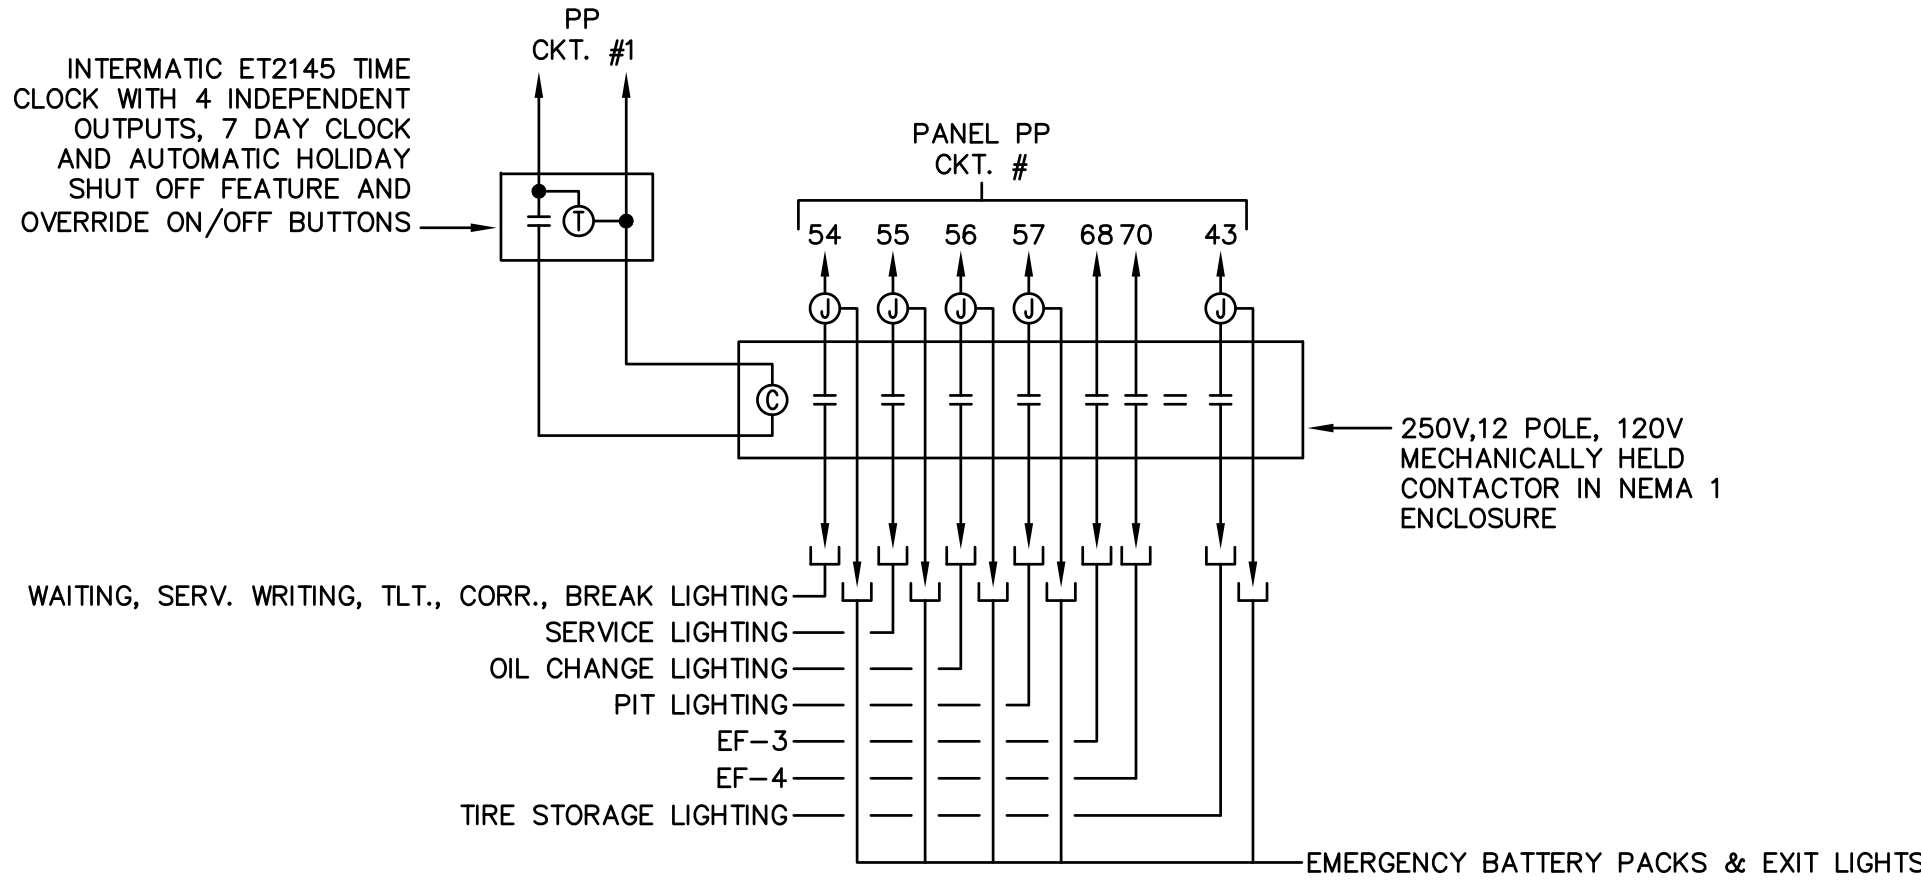 PP
CKT. #1
INTERMATIC ET2145 TIME
CLOCK WITH 4 INDEPENDENT
OUTPUTS, 7 DAY CLOCK
AND AUTOMATIC HOLIDAY
SHUT OFF FEATURE AND
OVERRIDE ON/OFF BUTTONS
T
PANEL PP
CKT. #
54 55 56 57 68 70 43
J J J J J
C
250V,12 POLE, 120V
MECHANICALLY HELD
CONTACTOR IN NEMA 1
ENCLOSURE
WAITING, SERV. WRITING, TLT., CORR., BREAK LIGHTING
SERVICE LIGHTING
OIL CHANGE LIGHTING
PIT LIGHTING
EF-3
EF-4
TIRE STORAGE LIGHTING
EMERGENCY BATTERY PACKS & EXIT LIGHTS